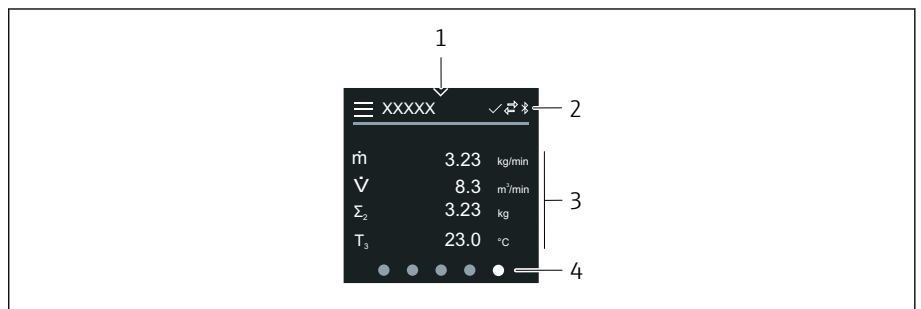 1
XXXXX 2
ṁ 3.23 kg/min
V̇ 8.3 m³/min
3
Σ₂ 3.23 kg
T₃ 23.0 °C
4